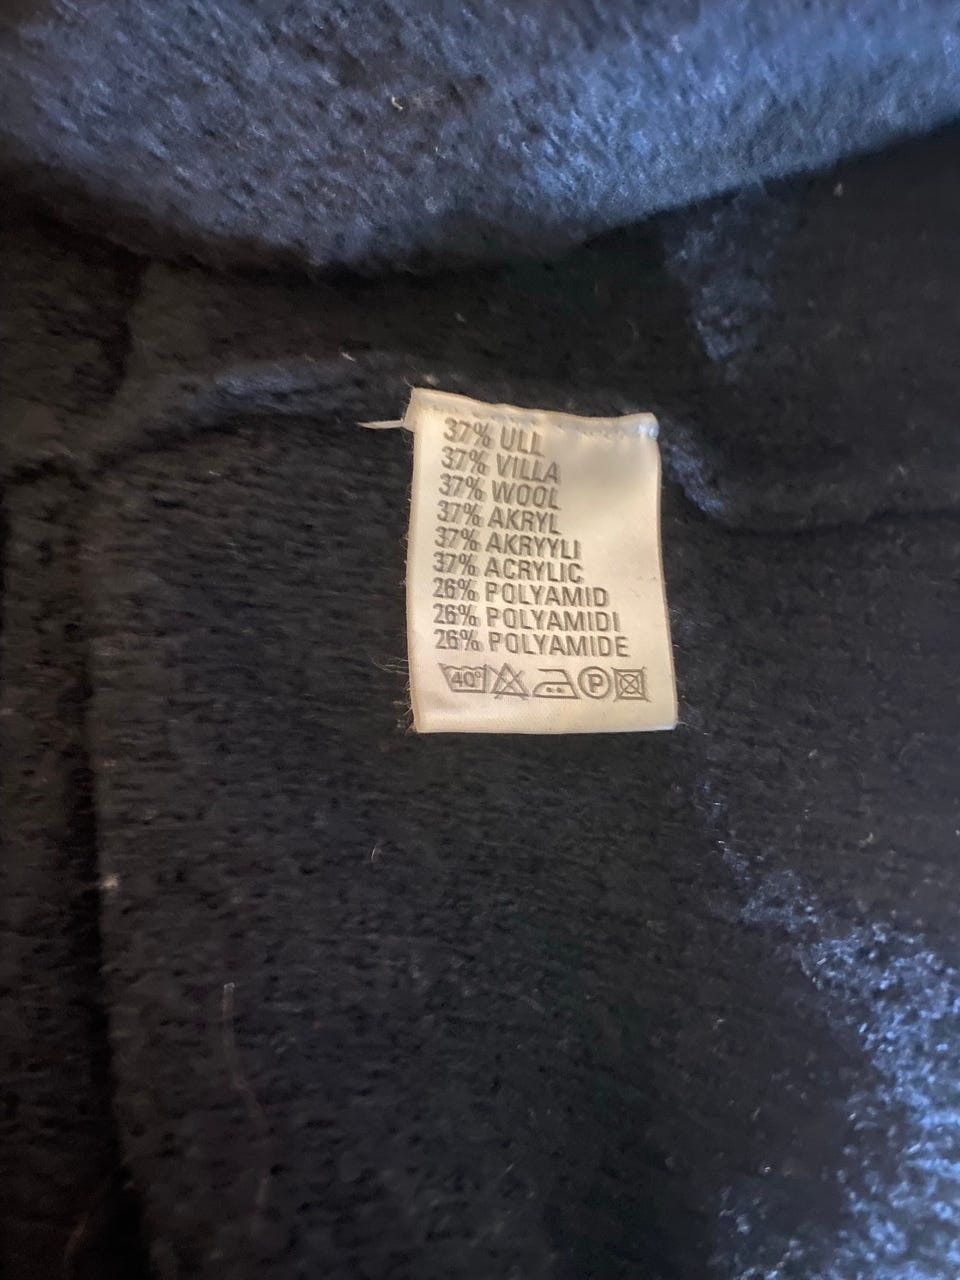 37% ULL
37% VILLA
37% WOOL
37% AKRYL
37% AKRYYLI
37% ACRYLIC
26% POLYAMID
26% POLYAMIDI
26% POLYAMIDE
40° P